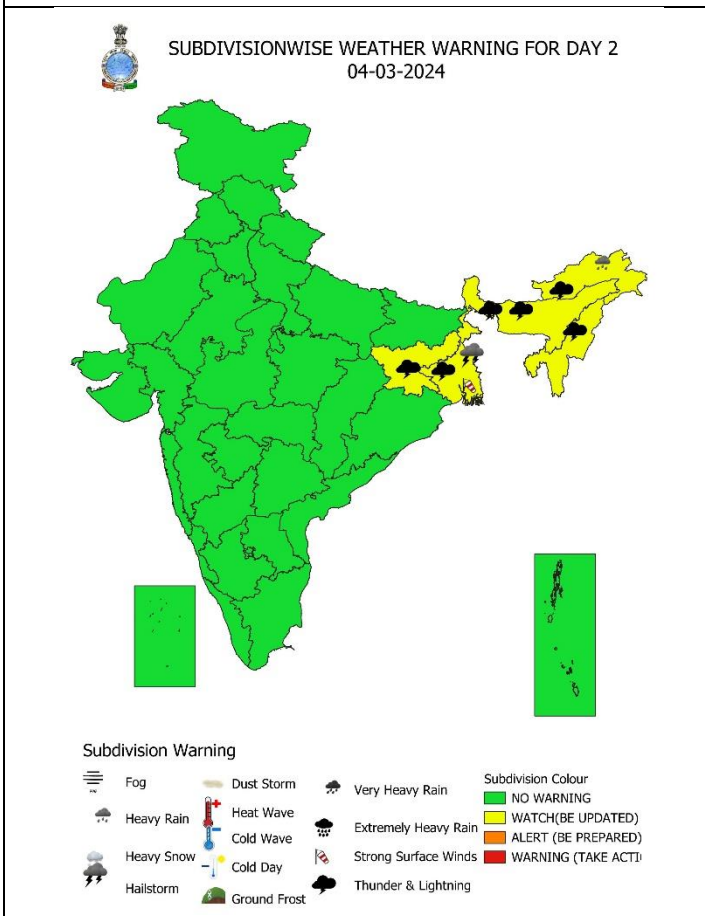 SUBDIVISIONWISE WEATHER WARNING FOR DAY 2
04-03-2024
Subdivision Warning
Fog
Heavy Rain
Heavy Snow
Hailstorm
Dust Storm
Heat Wave
Cold Wave
Cold Day
Ground Frost
Very Heavy Rain
Extremely Heavy Rain
Strong Surface Winds
Thunder & Lightning
Subdivision Colour
NO WARNING
WATCH(BE UPDATED)
ALERT (BE PREPARED)
WARNING (TAKE ACTI